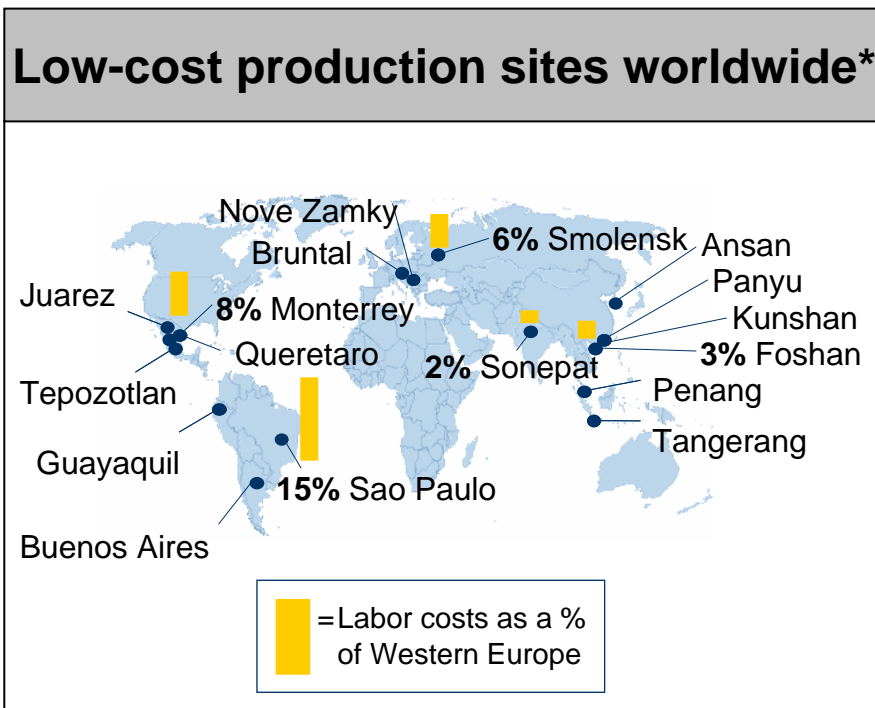 Low-cost production sites worldwide*
Nove Zamky
Bruntal
6% Smolensk
Ansan
Panyu
Juarez
8% Monterrey
Kunshan
Queretaro
2% Sonepat
3% Foshan
Tepozotlan
Penang
Guayaquil
Tangerang
15% Sao Paulo
Buenos Aires
=Labor costs as a %
of Western Europe